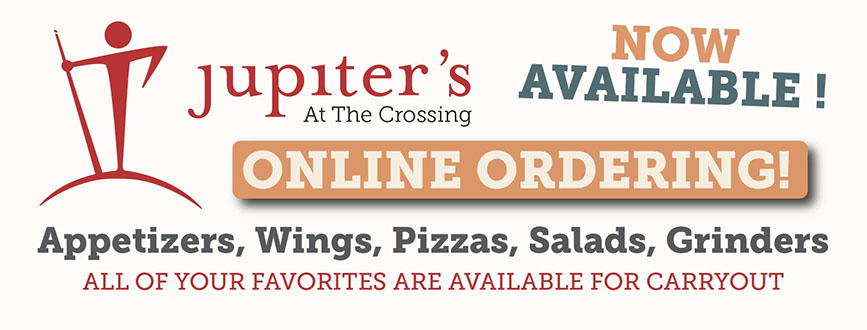 jupiter's
At The Crossing
NOW
AVAILABLE !
ONLINE ORDERING!
Appetizers, Wings, Pizzas, Salads, Grinders
ALL OF YOUR FAVORITES ARE AVAILABLE FOR CARRYOUT